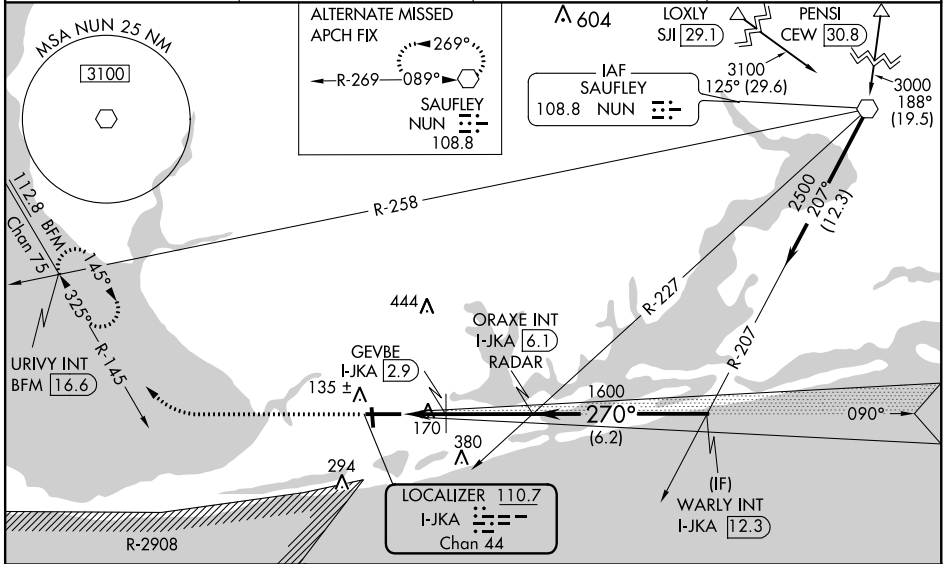 MSA NUN 25 NM
3100
ALTERNATE MISSED
APCH FIX
269°
R-269
089°
SAUFLEY
NUN
108.8
604
LOXLY
SJI 29.1
PENSI
CEW 30.8
3100
125° (29.6)
3000
188°
(19.5)
IAF
SAUFLEY
108.8 NUN
2500
207°
(12.3)
R-258
R-227
R-207
112.8 BFM
Chan 75
145°
325°
R-145
URIVY INT
BFM 16.6
444
GEVBE
I-JKA 2.9
135 ±
ORAXE INT
I-JKA 6.1
RADAR
1600
270°
(6.2)
090°
170
380
294
(IF)
WARLY INT
I-JKA 12.3
LOCALIZER 110.7
I-JKA
Chan 44
R-2908